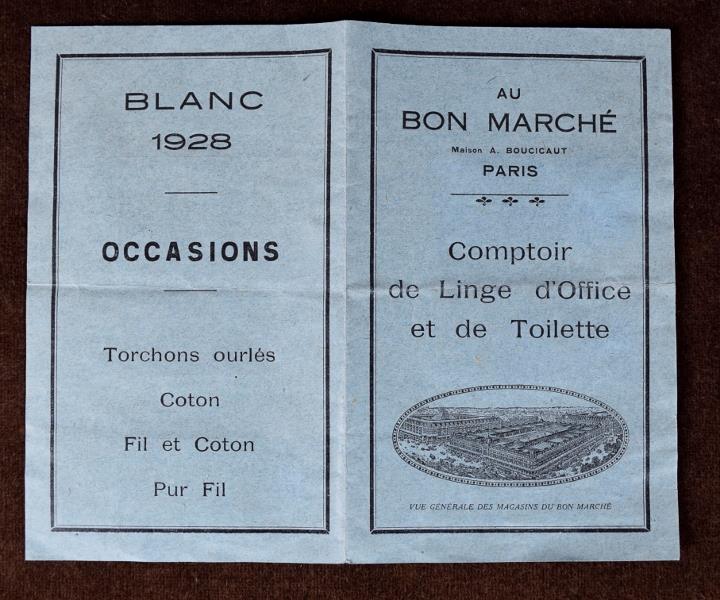 BLANC
1928
OCCASIONS
Torchons ourlés
Coton
Fil et Coton
Pur Fil
AU
BON MARCHÉ
Maison A. BOUCICAUT
PARIS
Comptoir
de Linge d'Office
et de Toilette
VUE GÉNÉRALE DES MAGASINS DU BON MARCHÉ